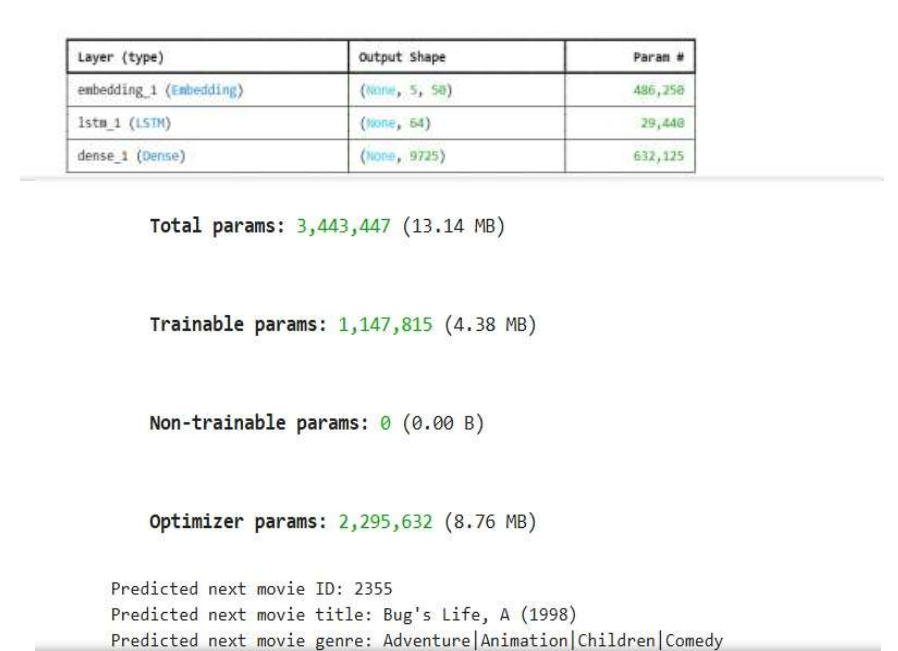 Layer (type) Output Shape Param #
embedding_1 (Embedding) (None, 5, 50) 486,250
lstm_1 (LSTM) (None, 64) 29,440
dense_1 (Dense) (None, 9725) 632,125
Total params: 3,443,447 (13.14 MB)
Trainable params: 1,147,815 (4.38 MB)
Non-trainable params: 0 (0.00 B)
Optimizer params: 2,295,632 (8.76 MB)
Predicted next movie ID: 2355
Predicted next movie title: Bug's Life, A (1998)
Predicted next movie genre: Adventure|Animation|Children|Comedy